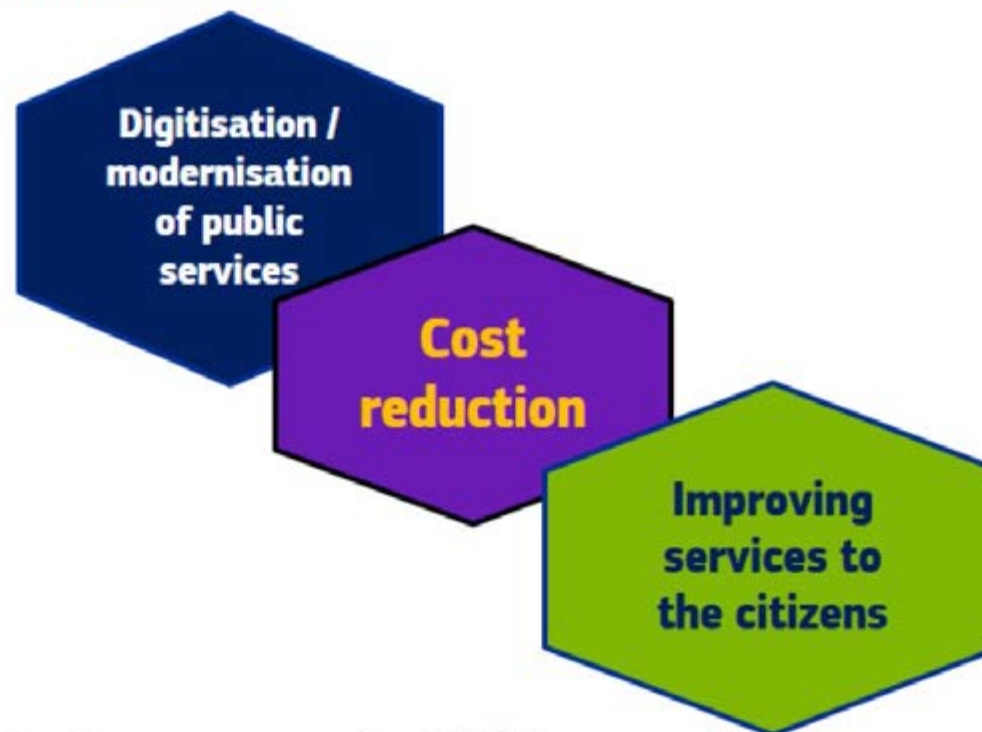 Digitisation /
modernisation
of public
services
Cost
reduction
Improving
services to
the citizens